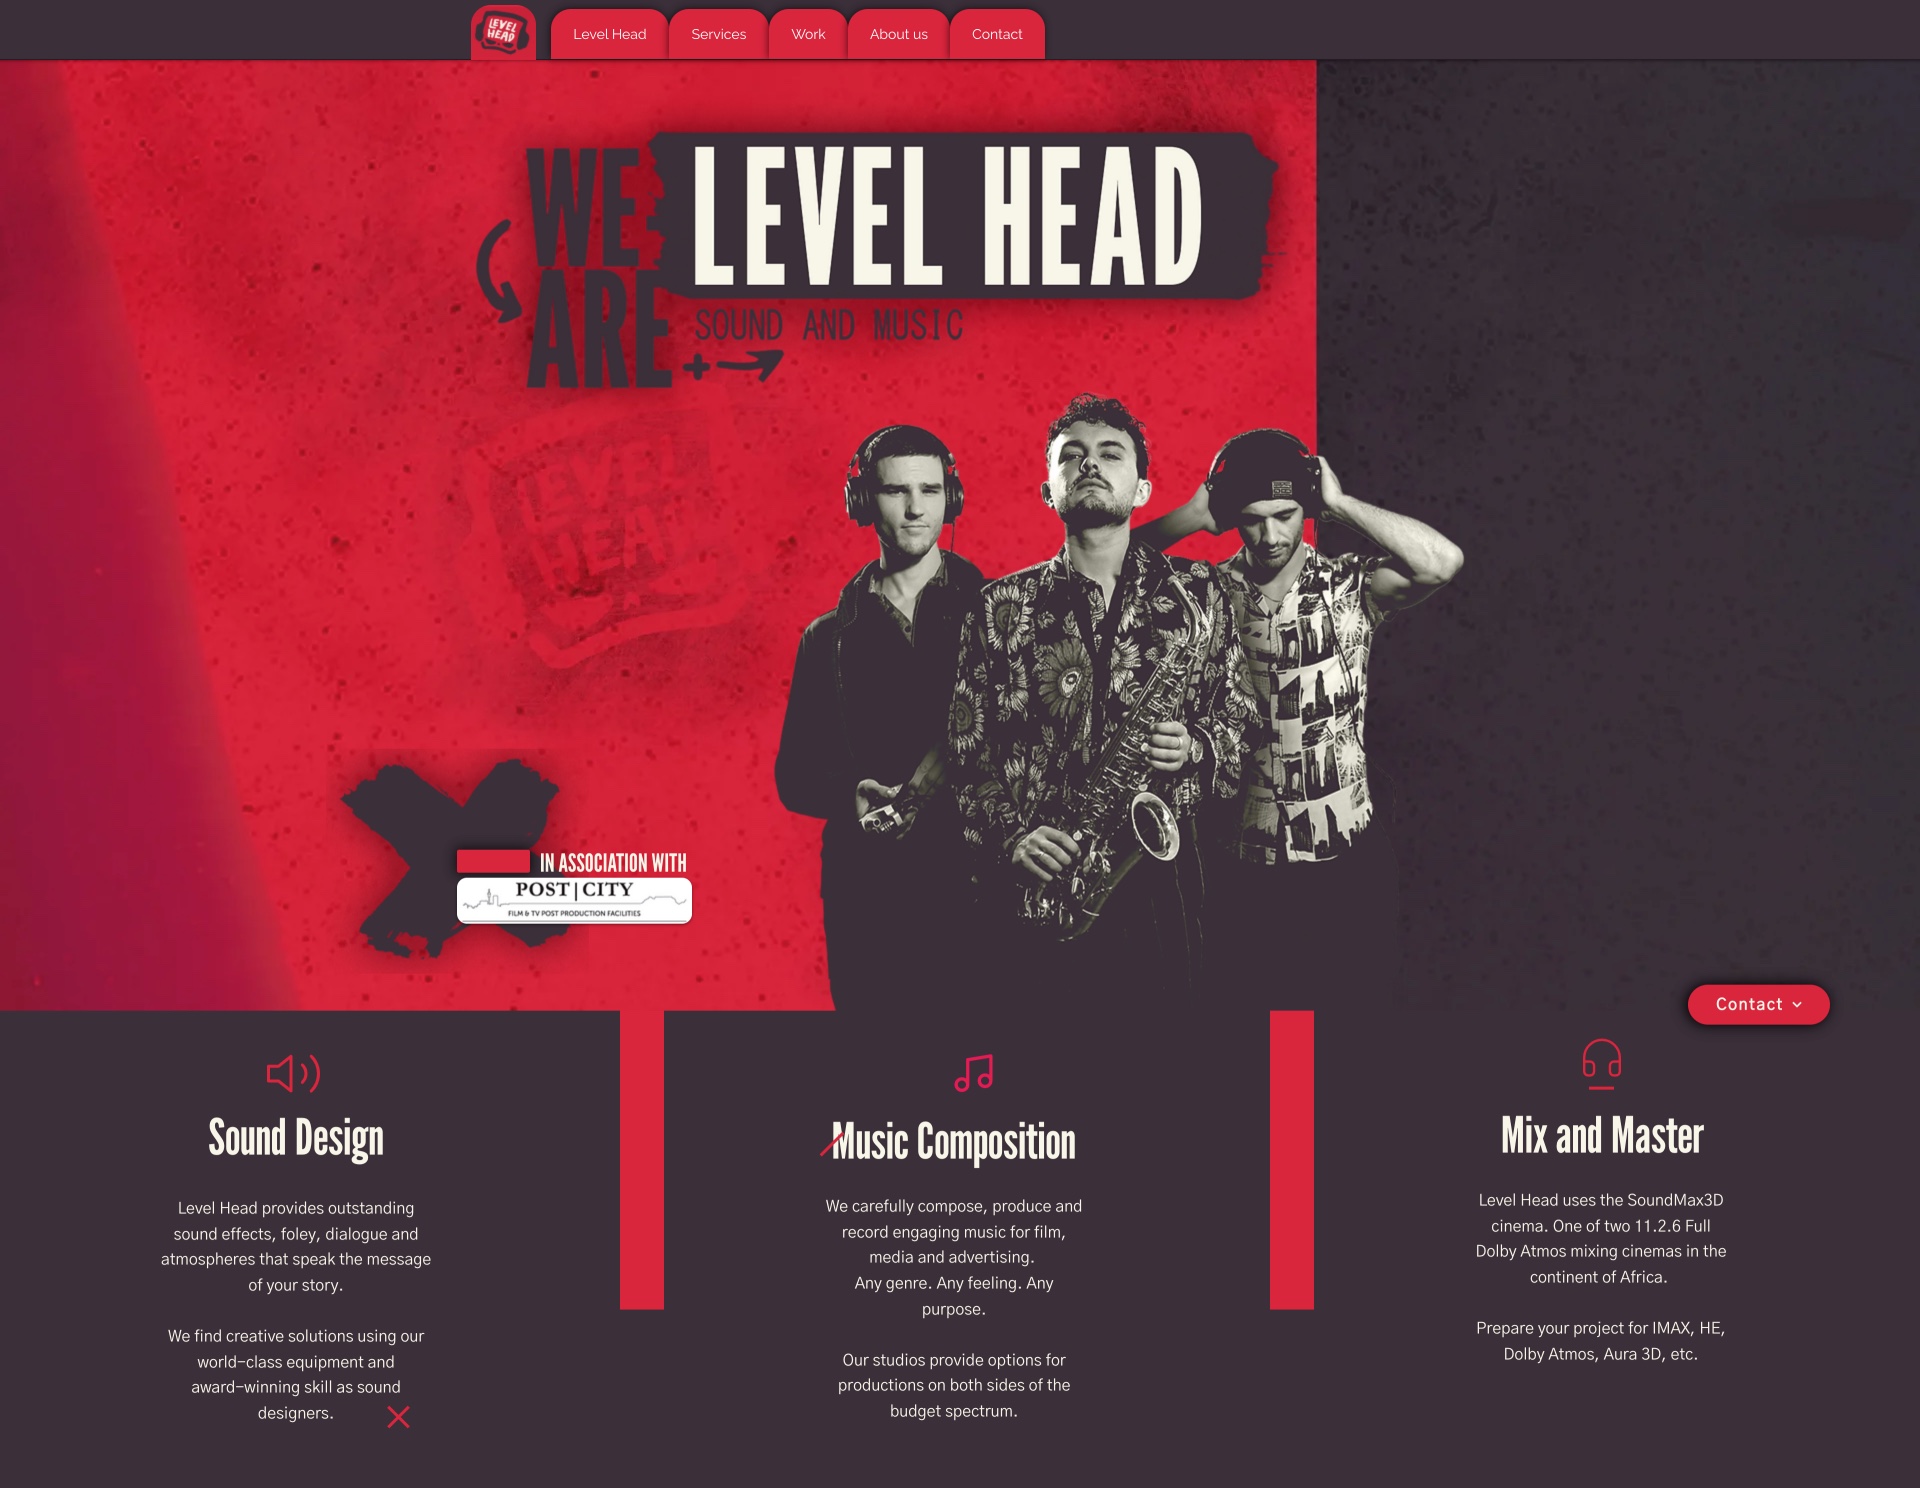 LEVEL
HEAD
Level Head
Services
Work
About us
Contact
WE
ARE
LEVEL HEAD
SOUND AND MUSIC
LEVEL
HEAD
IN ASSOCIATION WITH
POST|CITY
FILM & TV POST PRODUCTION FACILITIES
Contact
Sound Design
Level Head provides outstanding
sound effects, foley, dialogue and
atmospheres that speak the message
of your story.
We find creative solutions using our
world-class equipment and
award-winning skill as sound
designers.
Music Composition
We carefully compose, produce and
record engaging music for film,
media and advertising.
Any genre. Any feeling. Any
purpose.
Our studios provide options for
productions on both sides of the
budget spectrum.
Mix and Master
Level Head uses the SoundMax3D
cinema. One of two 11.2.6 Full
Dolby Atmos mixing cinemas in the
continent of Africa.
Prepare your project for IMAX, HE,
Dolby Atmos, Aura 3D, etc.